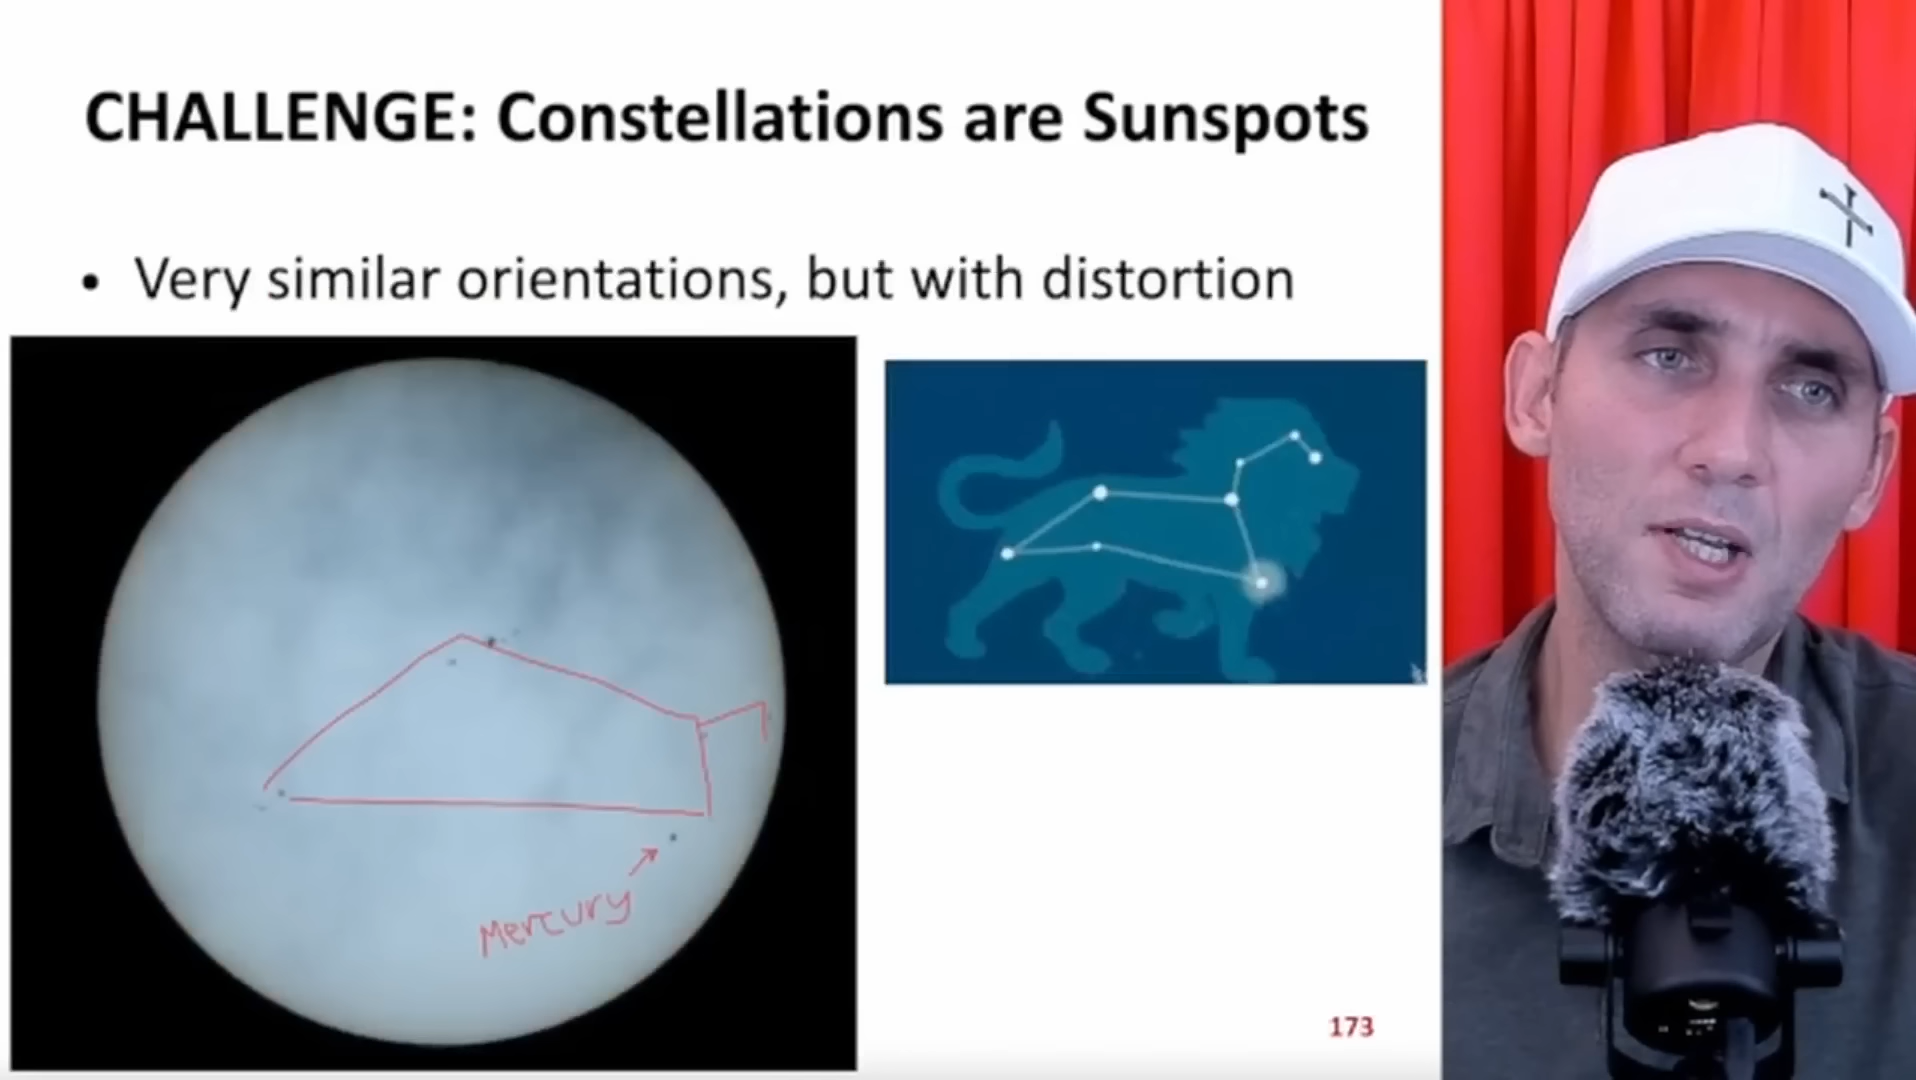 CHALLENGE: Constellations are Sunspots
• Very similar orientations, but with distortion
Mercury
173